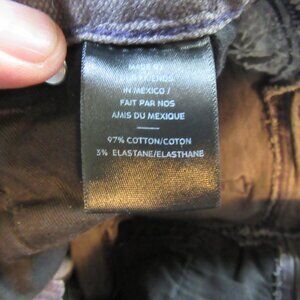 MADE BY
OUR FRIENDS
IN MEXICO /
FAIT PAR NOS
AMIS DU MEXIQUE
97% COTTON/COTON
3% ELASTANE/ELASTHANE